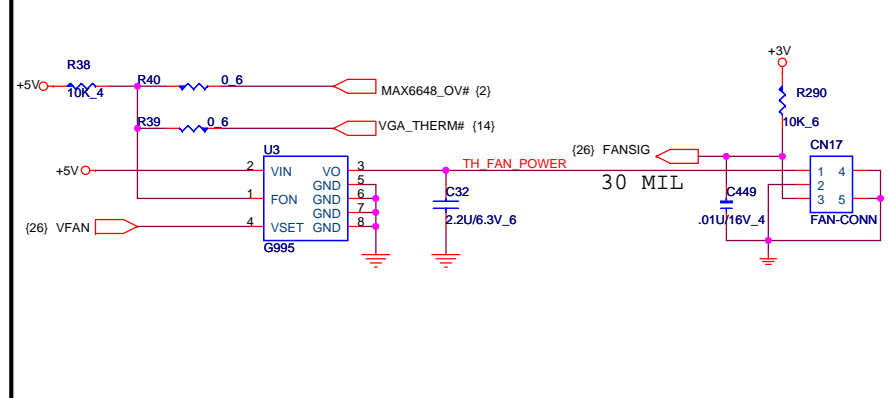 +3V
R38
+5V
10K_4
R40
0_6
MAX6648_OV# {2}
R290
10K_6
R39
0_6
VGA_THERM# {14}
U3
{26} FANSIG
CN17
+5V
2 VIN
VO 3
TH_FAN_POWER
30 MIL
GND 5
1 FON
GND 6
GND 7
{26} VFAN
4 VSET
GND 8
G995
C32
2.2U/6.3V_6
C449
.01U/16V_4
1 4
2
3 5
FAN-CONN